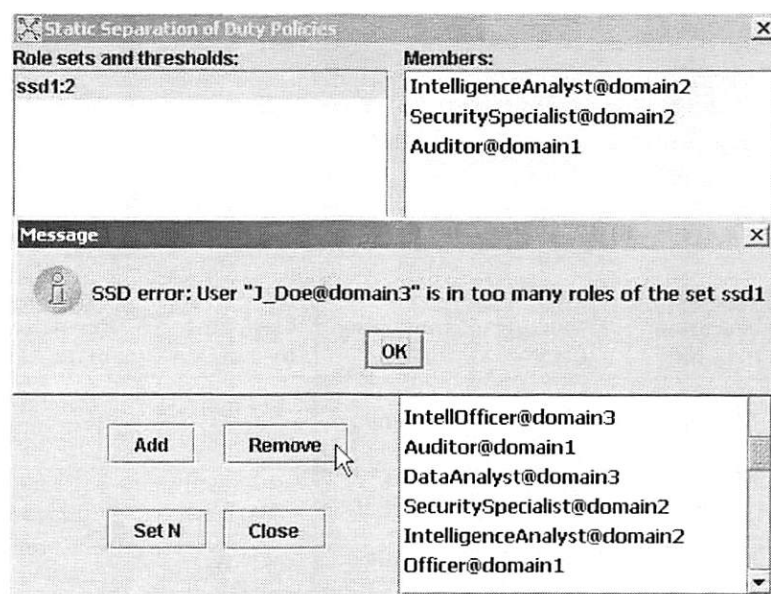 Static Separation of Duty Policies
Role sets and thresholds:
Members:
ssd1:2
IntelligenceAnalyst@domain2
SecuritySpecialist@domain2
Auditor@domain1
Message
SSD error: User "J_Doe@domain3" is in too many roles of the set ssd1
OK
Add
Remove
Set N
Close
IntellOfficer@domain3
Auditor@domain1
DataAnalyst@domain3
SecuritySpecialist@domain2
IntelligenceAnalyst@domain2
Officer@domain1